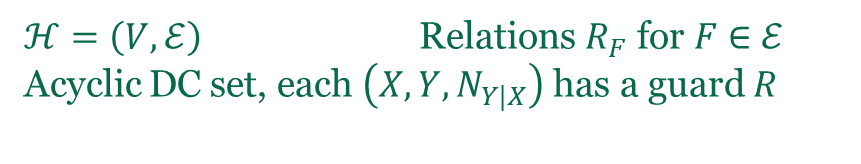 ℋ = (V, ℰ) Relations R_F for F ∈ ℰ
Acyclic DC set, each (X, Y, N_{Y|X}) has a guard R